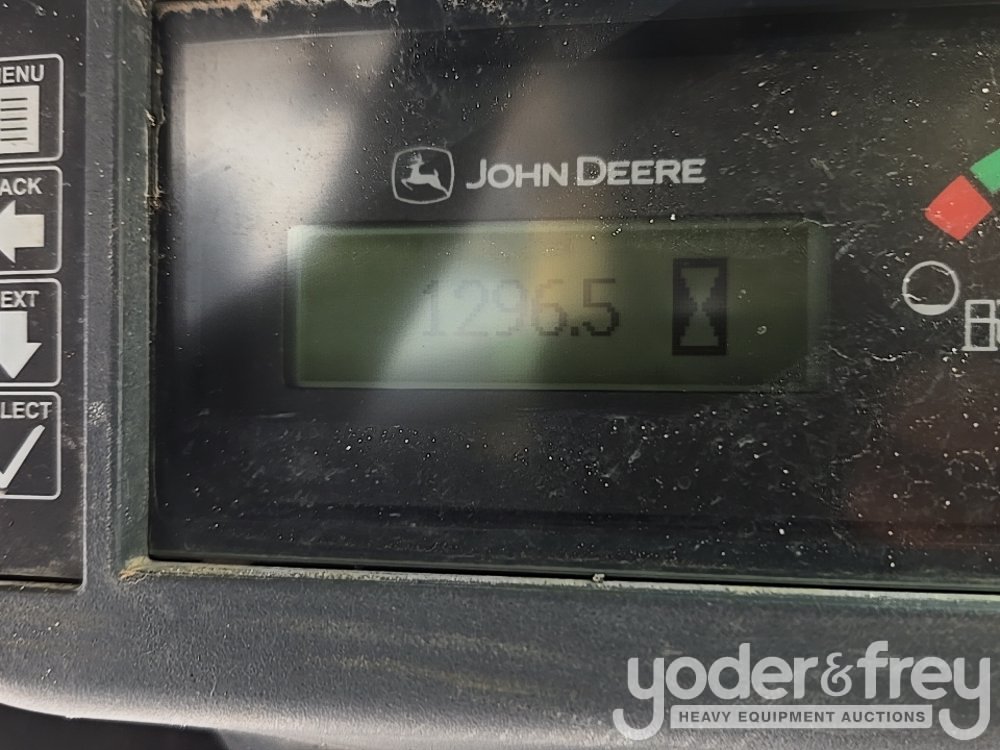 MENU
BACK
NEXT
SELECT
JOHN DEERE
1296.5
yoder&frey
HEAVY EQUIPMENT AUCTIONS